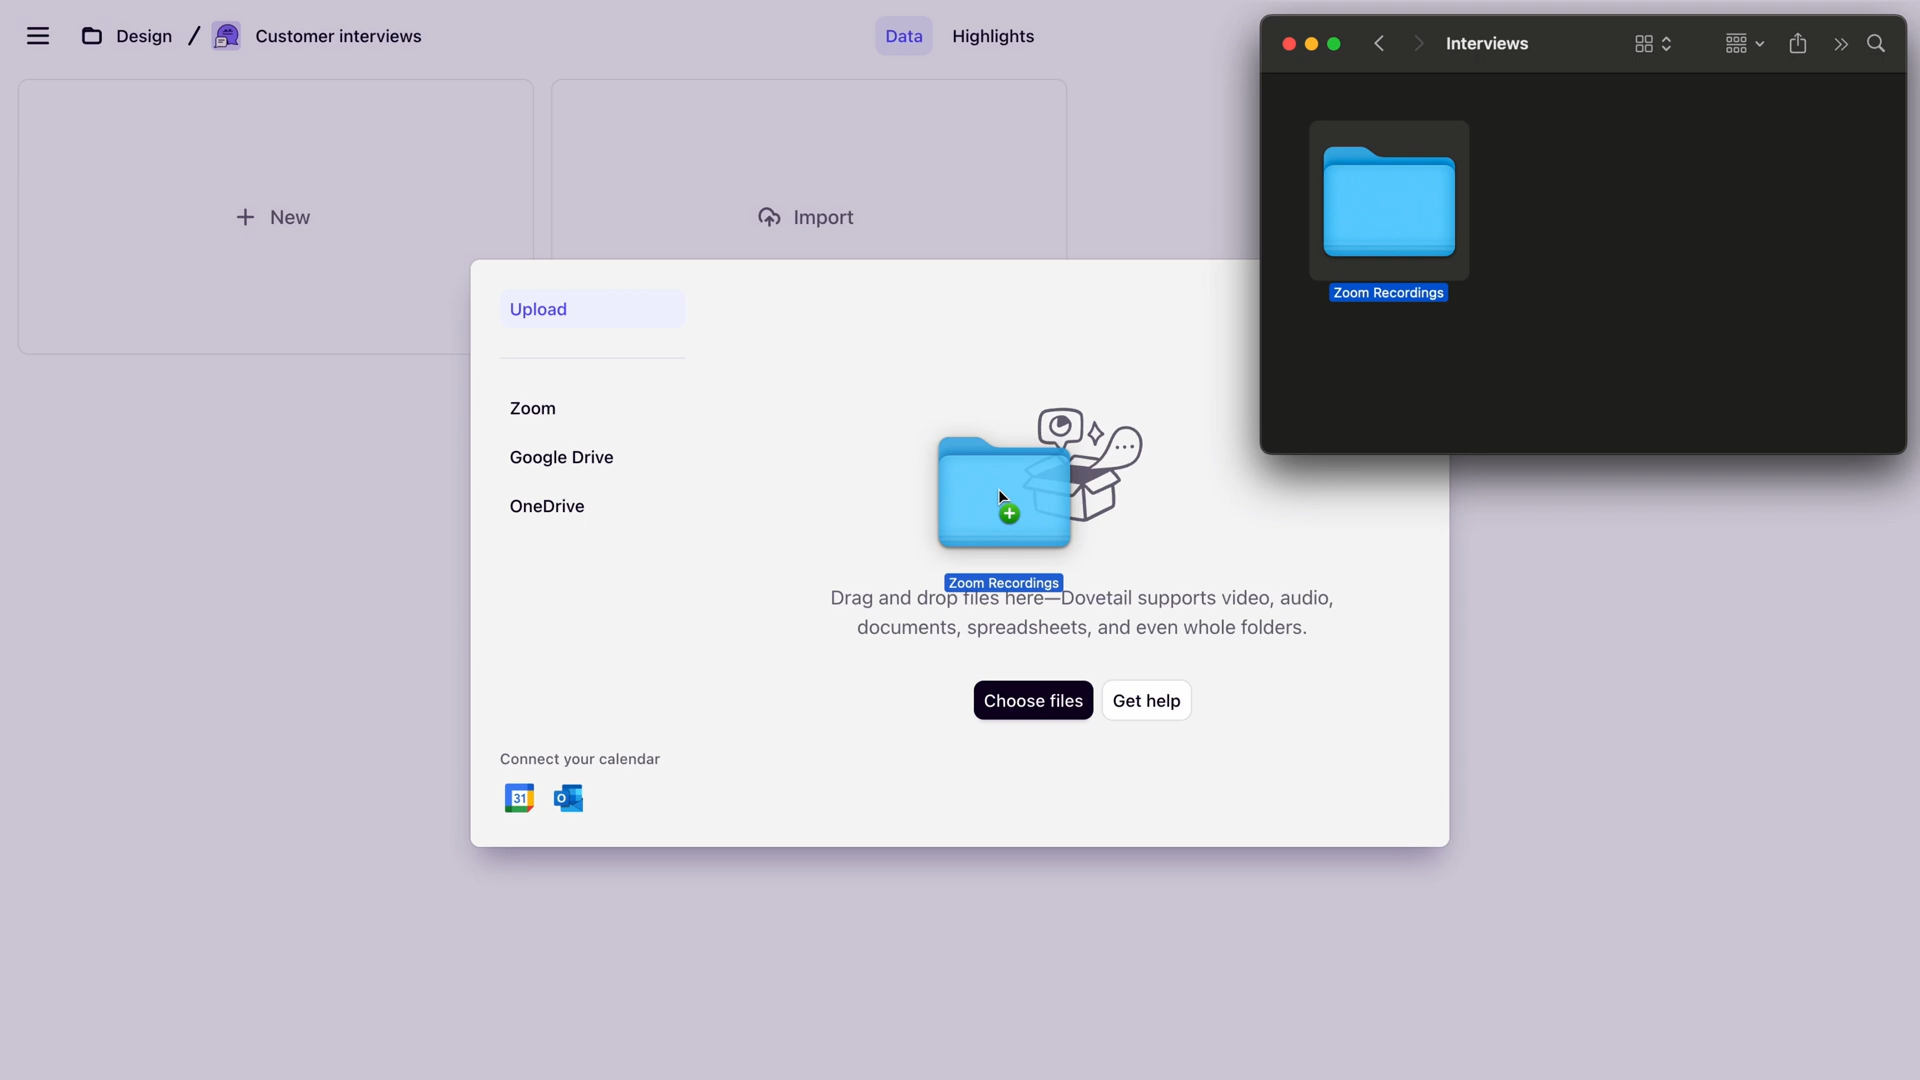 Design / Customer interviews
Data
Highlights
Interviews
New
Import
Zoom Recordings
Upload
Zoom
Google Drive
OneDrive
Zoom Recordings
Drag and drop files here—Dovetail supports video, audio,
documents, spreadsheets, and even whole folders.
Choose files
Get help
Connect your calendar
31
O